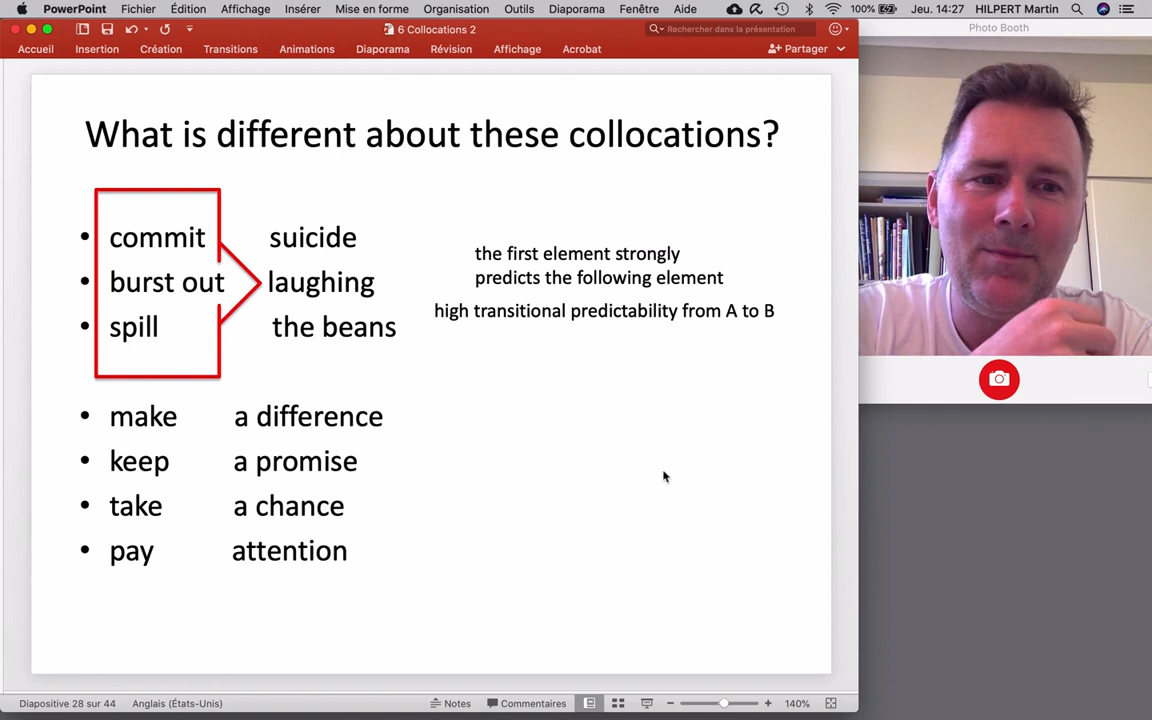 PowerPoint Fichier Édition Affichage Insérer Mise en forme Organisation Outils Diaporama Fenêtre Aide 100% Jeu. 14:27 HILPERT Martin
6 Collocations 2
Rechercher dans la présentation
Photo Booth
Accueil Insertion Création Transitions Animations Diaporama Révision Affichage Acrobat Partager
What is different about these collocations?
• commit suicide
• burst out laughing
• spill the beans
the first element strongly
predicts the following element
high transitional predictability from A to B
• make a difference
• keep a promise
• take a chance
• pay attention
Diapositive 28 sur 44 Anglais (États-Unis) Notes Commentaires 140%